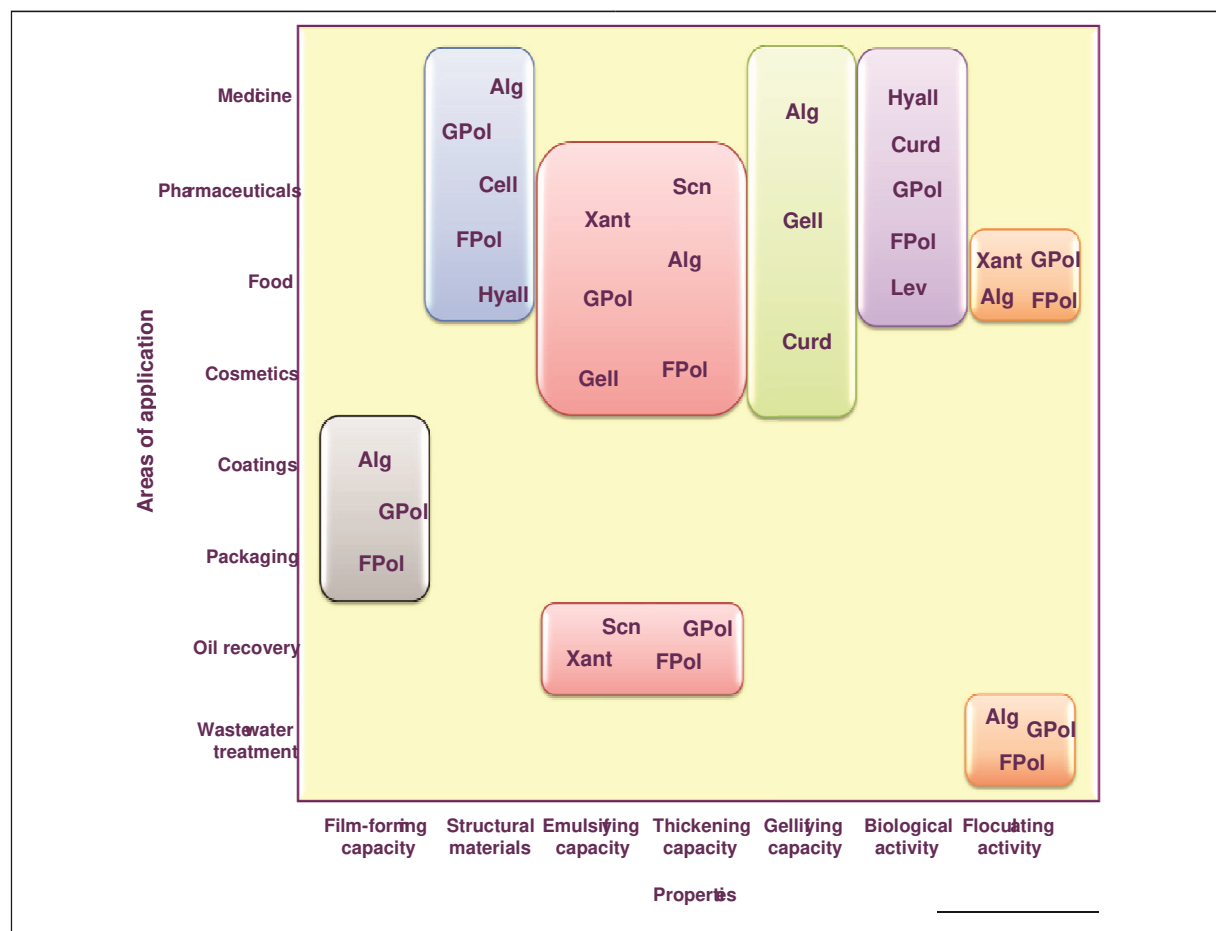 Medicine
Pharmaceuticals
Food
Cosmetics
Coatings
Packaging
Oil recovery
Wastewater
treatment
Areas of application
Alg
GPol
Cell
FPol
Hyall
Scn
Xant
Alg
GPol
FPol
Gell
Alg
Gell
Curd
Hyall
Curd
GPol
FPol
Lev
Xant GPol
Alg FPol
Alg
GPol
FPol
Scn GPol
Xant FPol
Alg
GPol
FPol
Film-forming
capacity
Structural
materials
Emulsifying
capacity
Thickening
capacity
Gellifying
capacity
Biological
activity
Floculating
activity
Properties